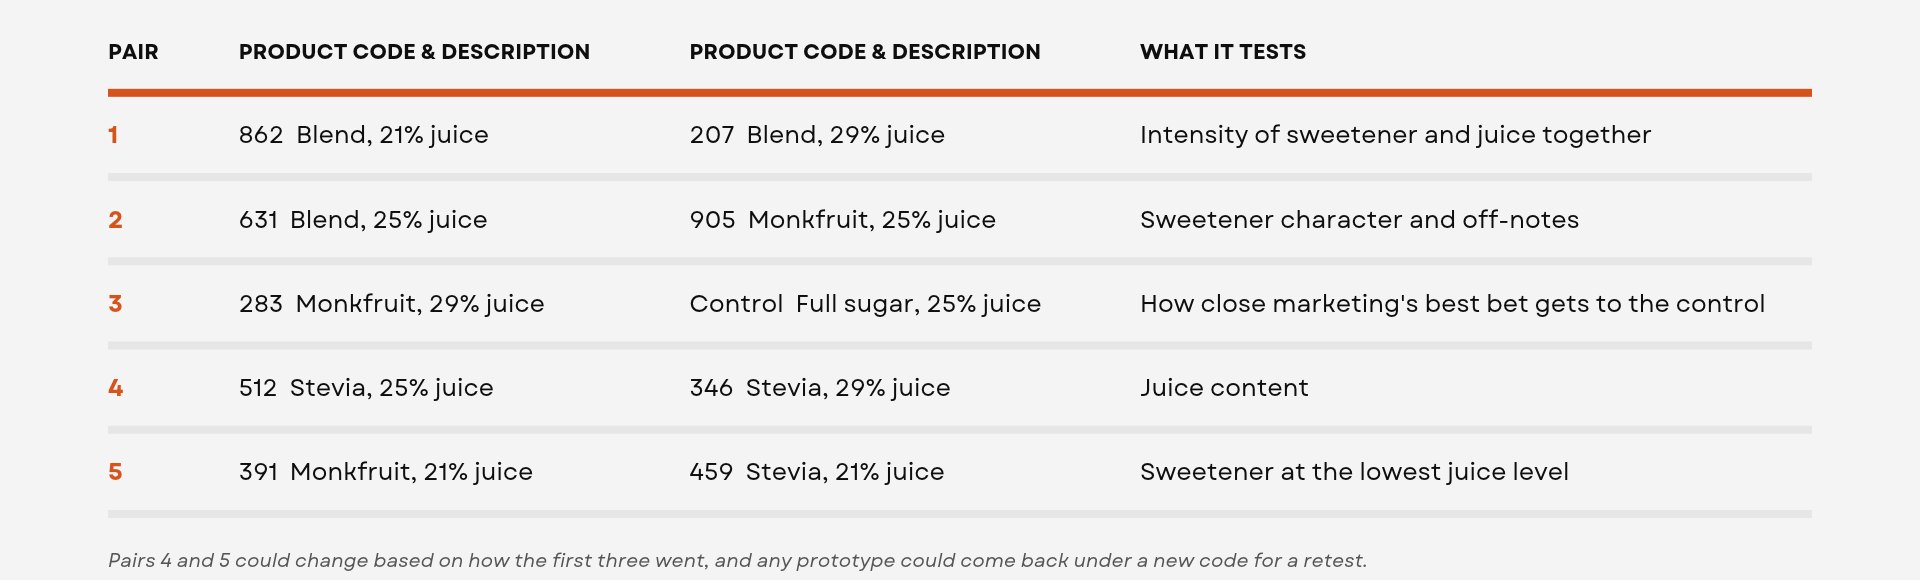 PAIR PRODUCT CODE & DESCRIPTION PRODUCT CODE & DESCRIPTION WHAT IT TESTS
1 862 Blend, 21% juice 207 Blend, 29% juice Intensity of sweetener and juice together
2 631 Blend, 25% juice 905 Monkfruit, 25% juice Sweetener character and off-notes
3 283 Monkfruit, 29% juice Control Full sugar, 25% juice How close marketing's best bet gets to the control
4 512 Stevia, 25% juice 346 Stevia, 29% juice Juice content
5 391 Monkfruit, 21% juice 459 Stevia, 21% juice Sweetener at the lowest juice level
Pairs 4 and 5 could change based on how the first three went, and any prototype could come back under a new code for a retest.